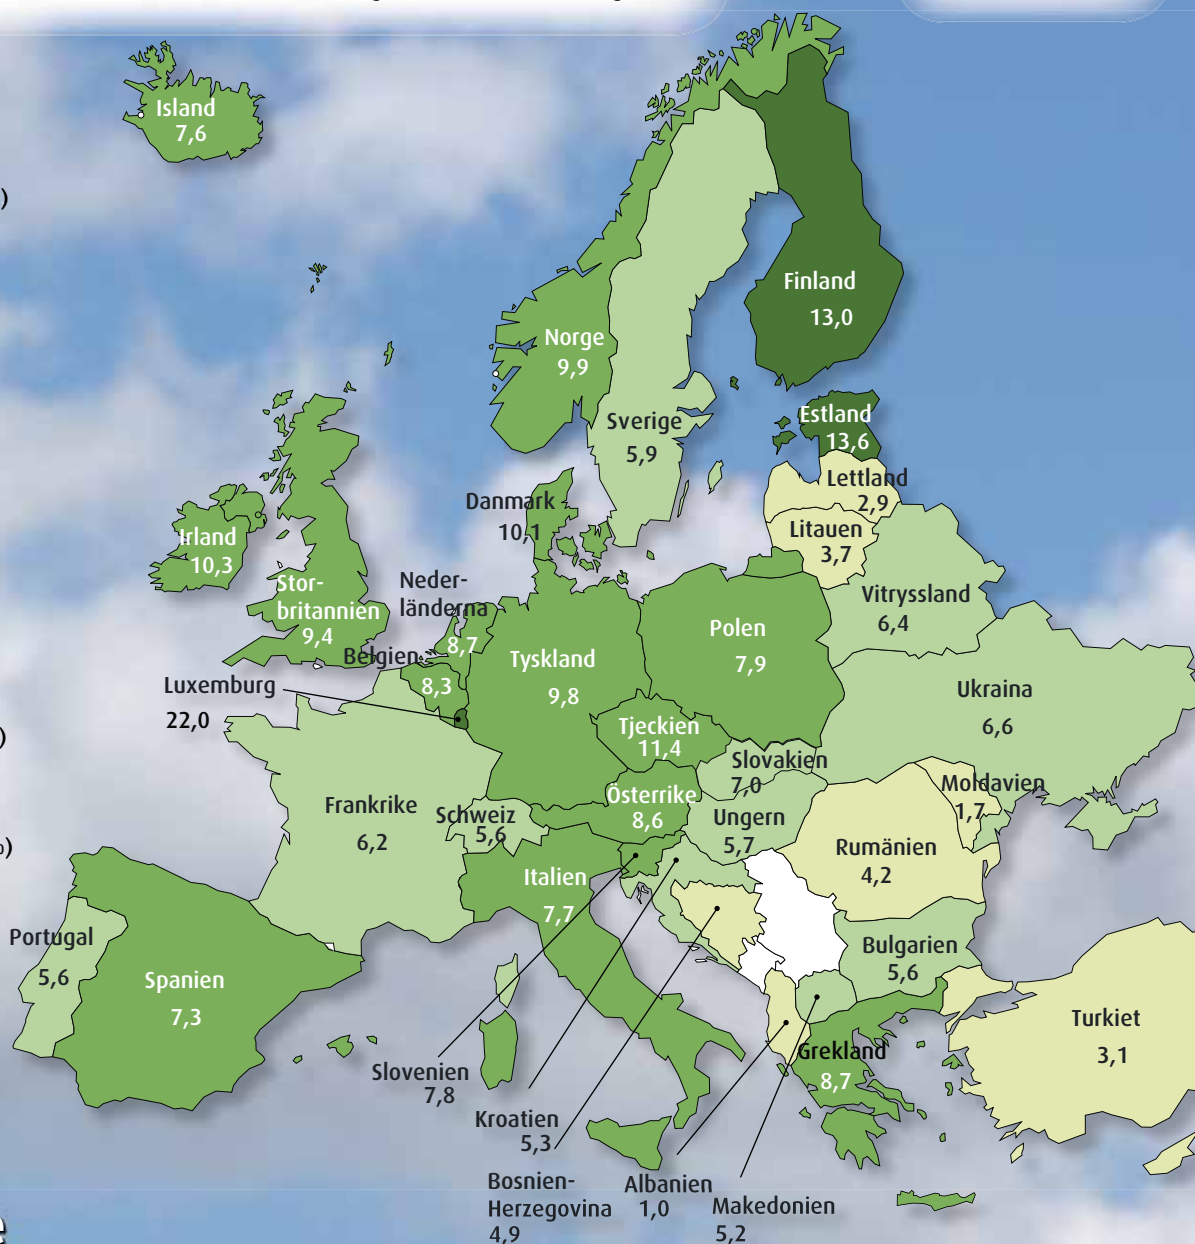 Island
7,6
)
Finland
13,0
Norge
9,9
Estland
13,6
Sverige
5,9
Lettland
2,9
Danmark
10,1
Litauen
3,7
Irland
10,3
Stor-
britannien
9,4
Neder-
länderna
8,7
Vitryssland
6,4
Polen
7,9
Belgien
8,3
Tyskland
9,8
Luxemburg
22,0
Ukraina
6,6
Tjeckien
11,4
)
Slovakien
7,0
Moldavien
1,7
Österrike
8,6
Frankrike
6,2
Schweiz
5,6
Ungern
5,7
Rumänien
4,2
)
Italien
7,7
Portugal
5,6
Bulgarien
5,6
Spanien
7,3
Turkiet
3,1
Grekland
8,7
Slovenien
7,8
Kroatien
5,3
Bosnien-
Herzegovina
4,9
Albanien
1,0
Makedonien
5,2